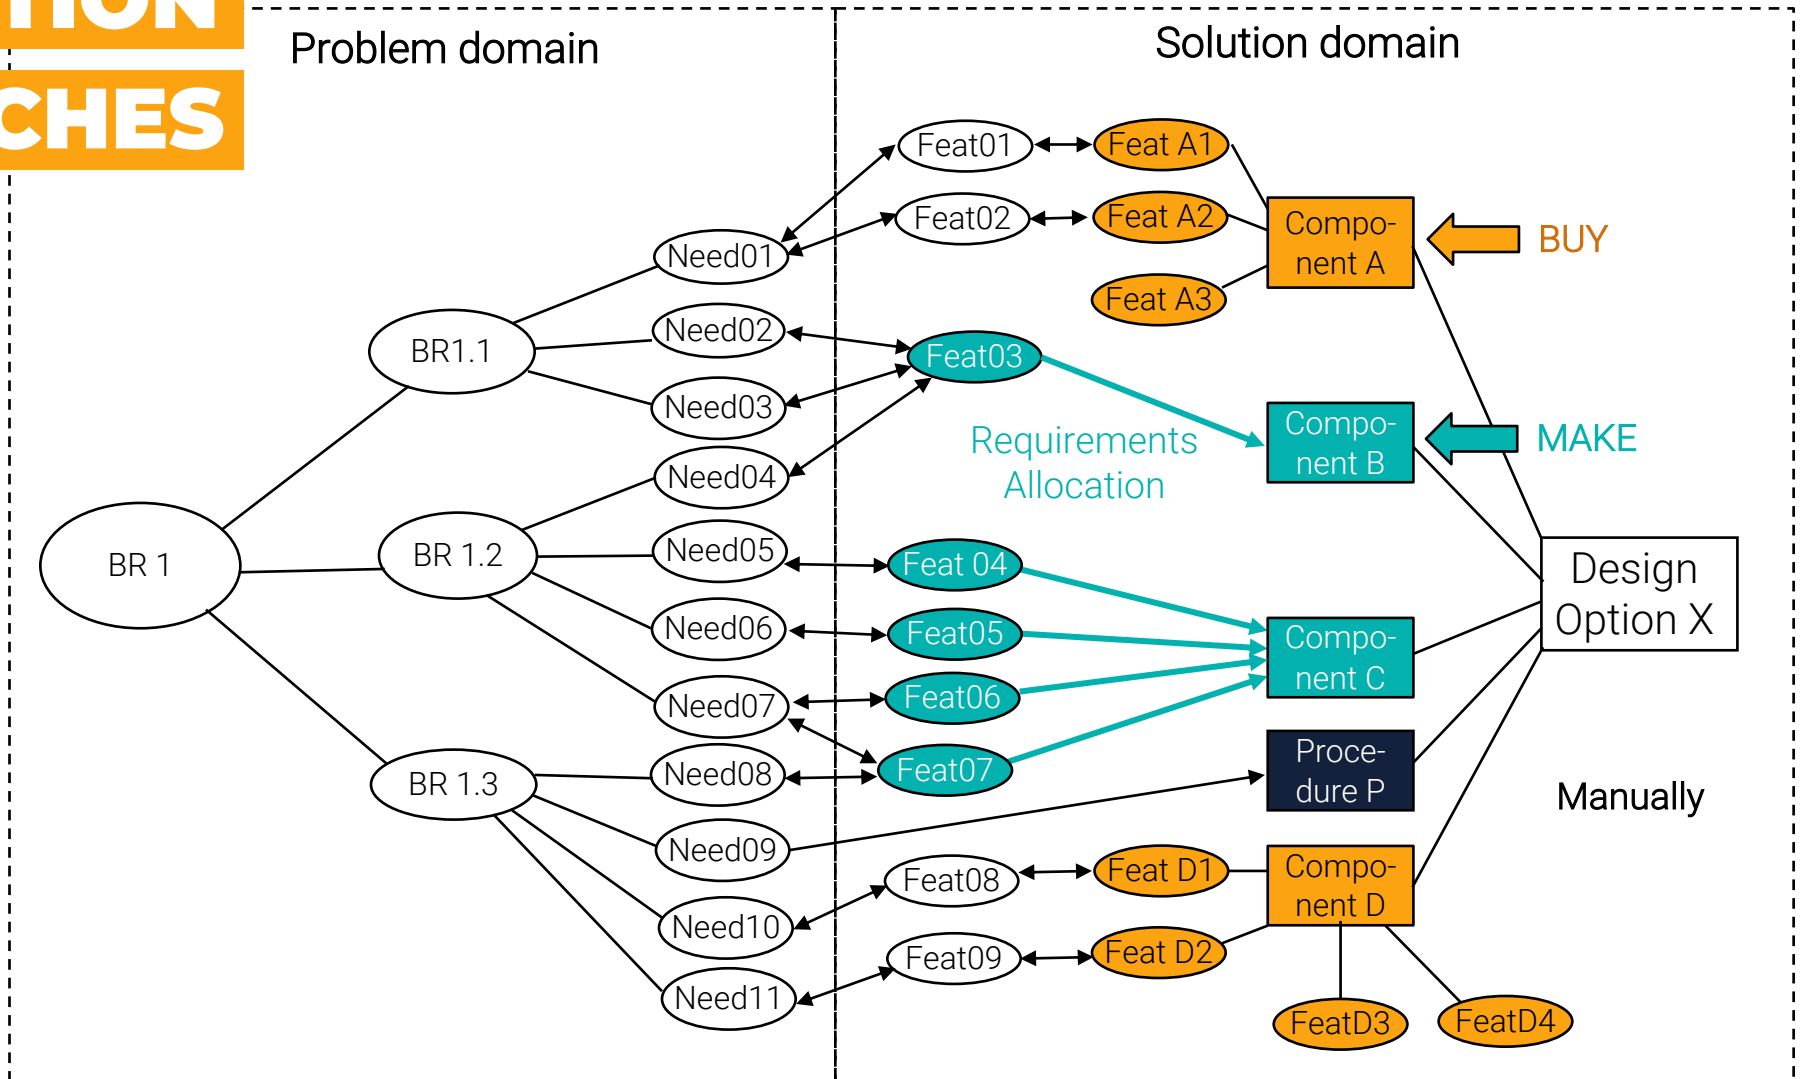 TION
CHES
Problem domain
Solution domain
Feat01
Feat A1
Feat02
Feat A2
Compo-
nent A
BUY
Need01
Feat A3
BR1.1
Need02
Feat03
Need03
Requirements
Allocation
Compo-
nent B
MAKE
Need04
BR 1
BR 1.2
Need05
Feat 04
Design
Option X
Need06
Feat05
Compo-
nent C
Need07
Feat06
BR 1.3
Need08
Feat07
Proce-
dure P
Manually
Need09
Feat08
Feat D1
Compo-
nent D
Need10
Feat09
Feat D2
Need11
FeatD3
FeatD4